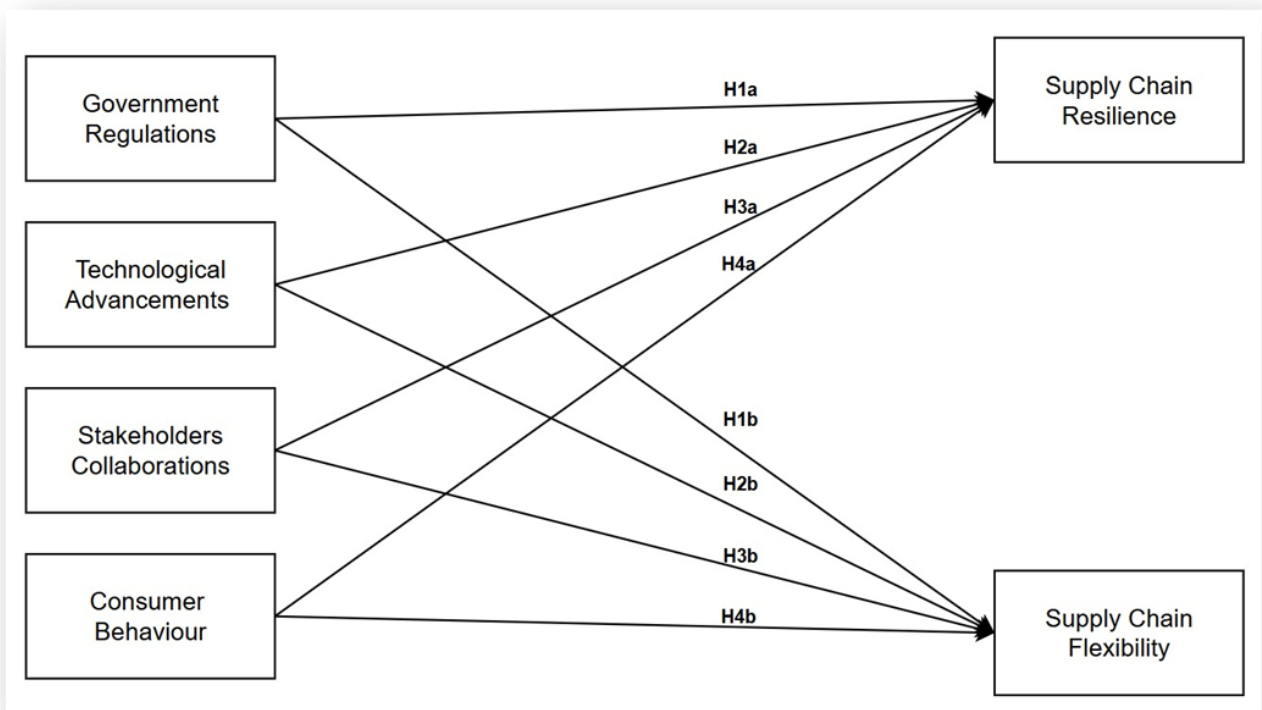 Government
Regulations
Technological
Advancements
Stakeholders
Collaborations
Consumer
Behaviour
H1a
H2a
H3a
H4a
H1b
H2b
H3b
H4b
Supply Chain
Resilience
Supply Chain
Flexibility